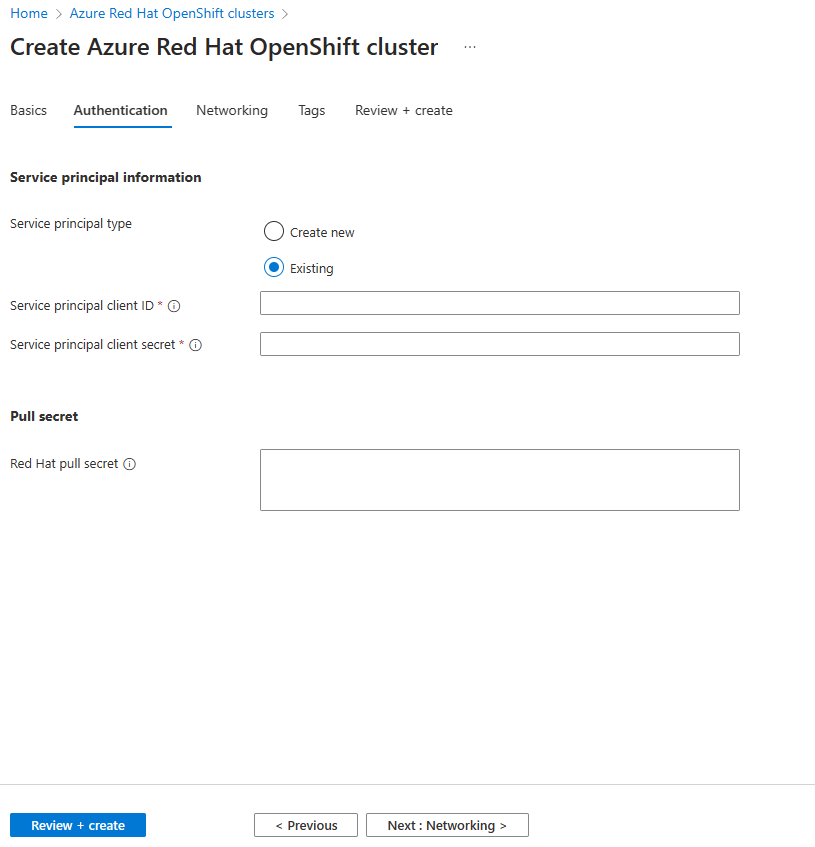 Home > Azure Red Hat OpenShift clusters >
Create Azure Red Hat OpenShift cluster ...
Basics Authentication Networking Tags Review + create
Service principal information
Service principal type
Create new
Existing
Service principal client ID *
Service principal client secret *
Pull secret
Red Hat pull secret
Review + create < Previous Next : Networking >